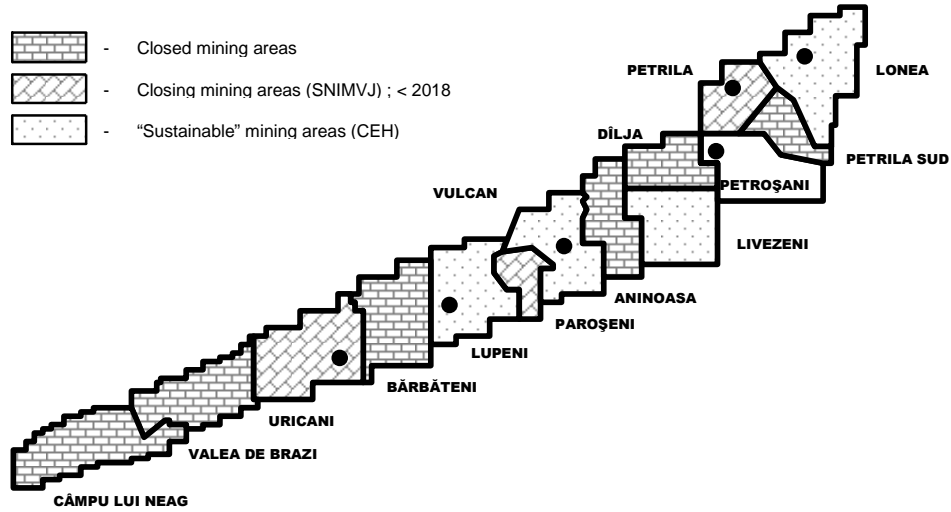 - Closed mining areas
- Closing mining areas (SNIMVJ) ; < 2018
- “Sustainable” mining areas (CEH)
PETRILA
LONEA
DÎLJA
PETRILA SUD
PETROŞANI
VULCAN
LIVEZENI
ANINOASA
PAROŞENI
LUPENI
BĂRBĂTENI
URICANI
VALEA DE BRAZI
CÂMPU LUI NEAG